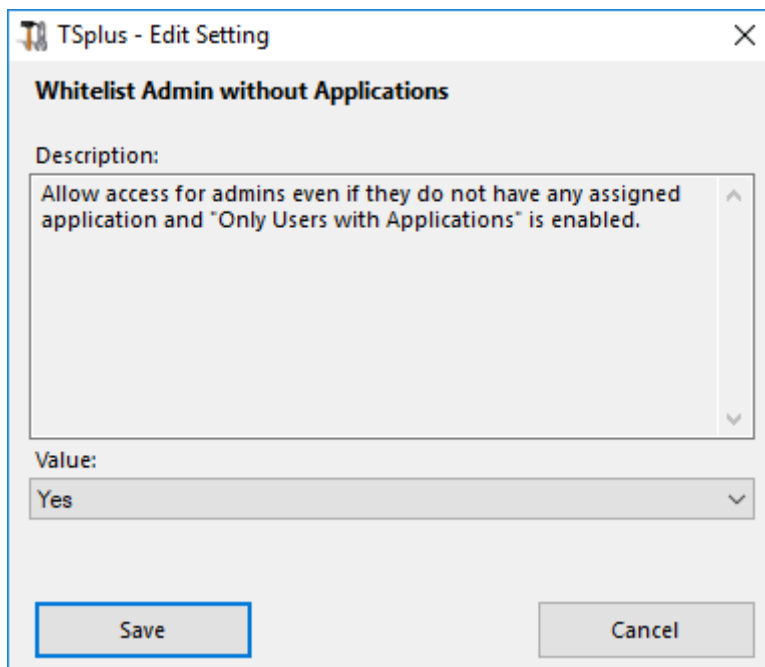 TSplus - Edit Setting
Whitelist Admin without Applications
Description:
Allow access for admins even if they do not have any assigned
application and "Only Users with Applications" is enabled.
Value:
Yes
Save
Cancel